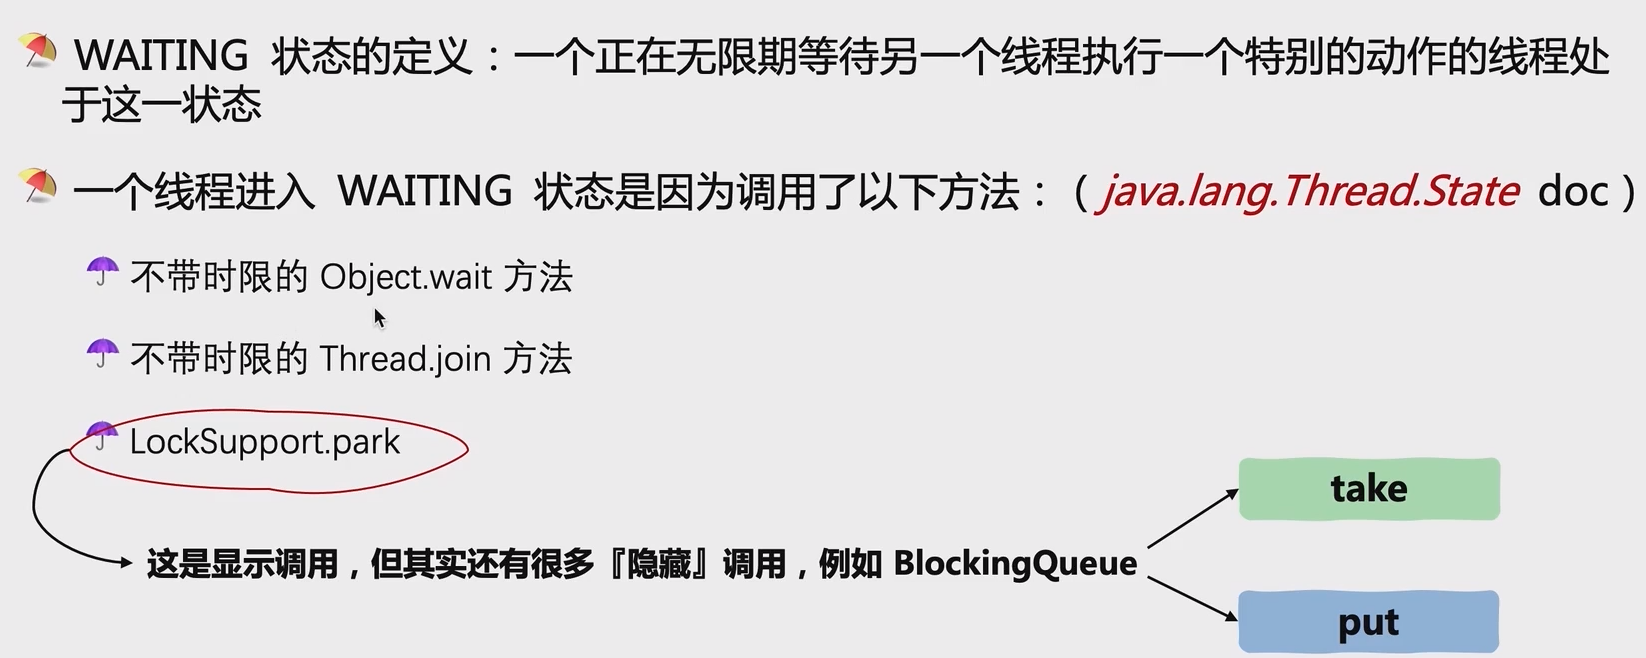 WAITING 状态的定义：一个正在无限期等待另一个线程执行一个特别的动作的线程处
于这一状态
一个线程进入 WAITING 状态是因为调用了以下方法：（java.lang.Thread.State doc）
不带时限的 Object.wait 方法
不带时限的 Thread.join 方法
LockSupport.park
这是显示调用，但其实还有很多『隐藏』调用，例如 BlockingQueue
take
put